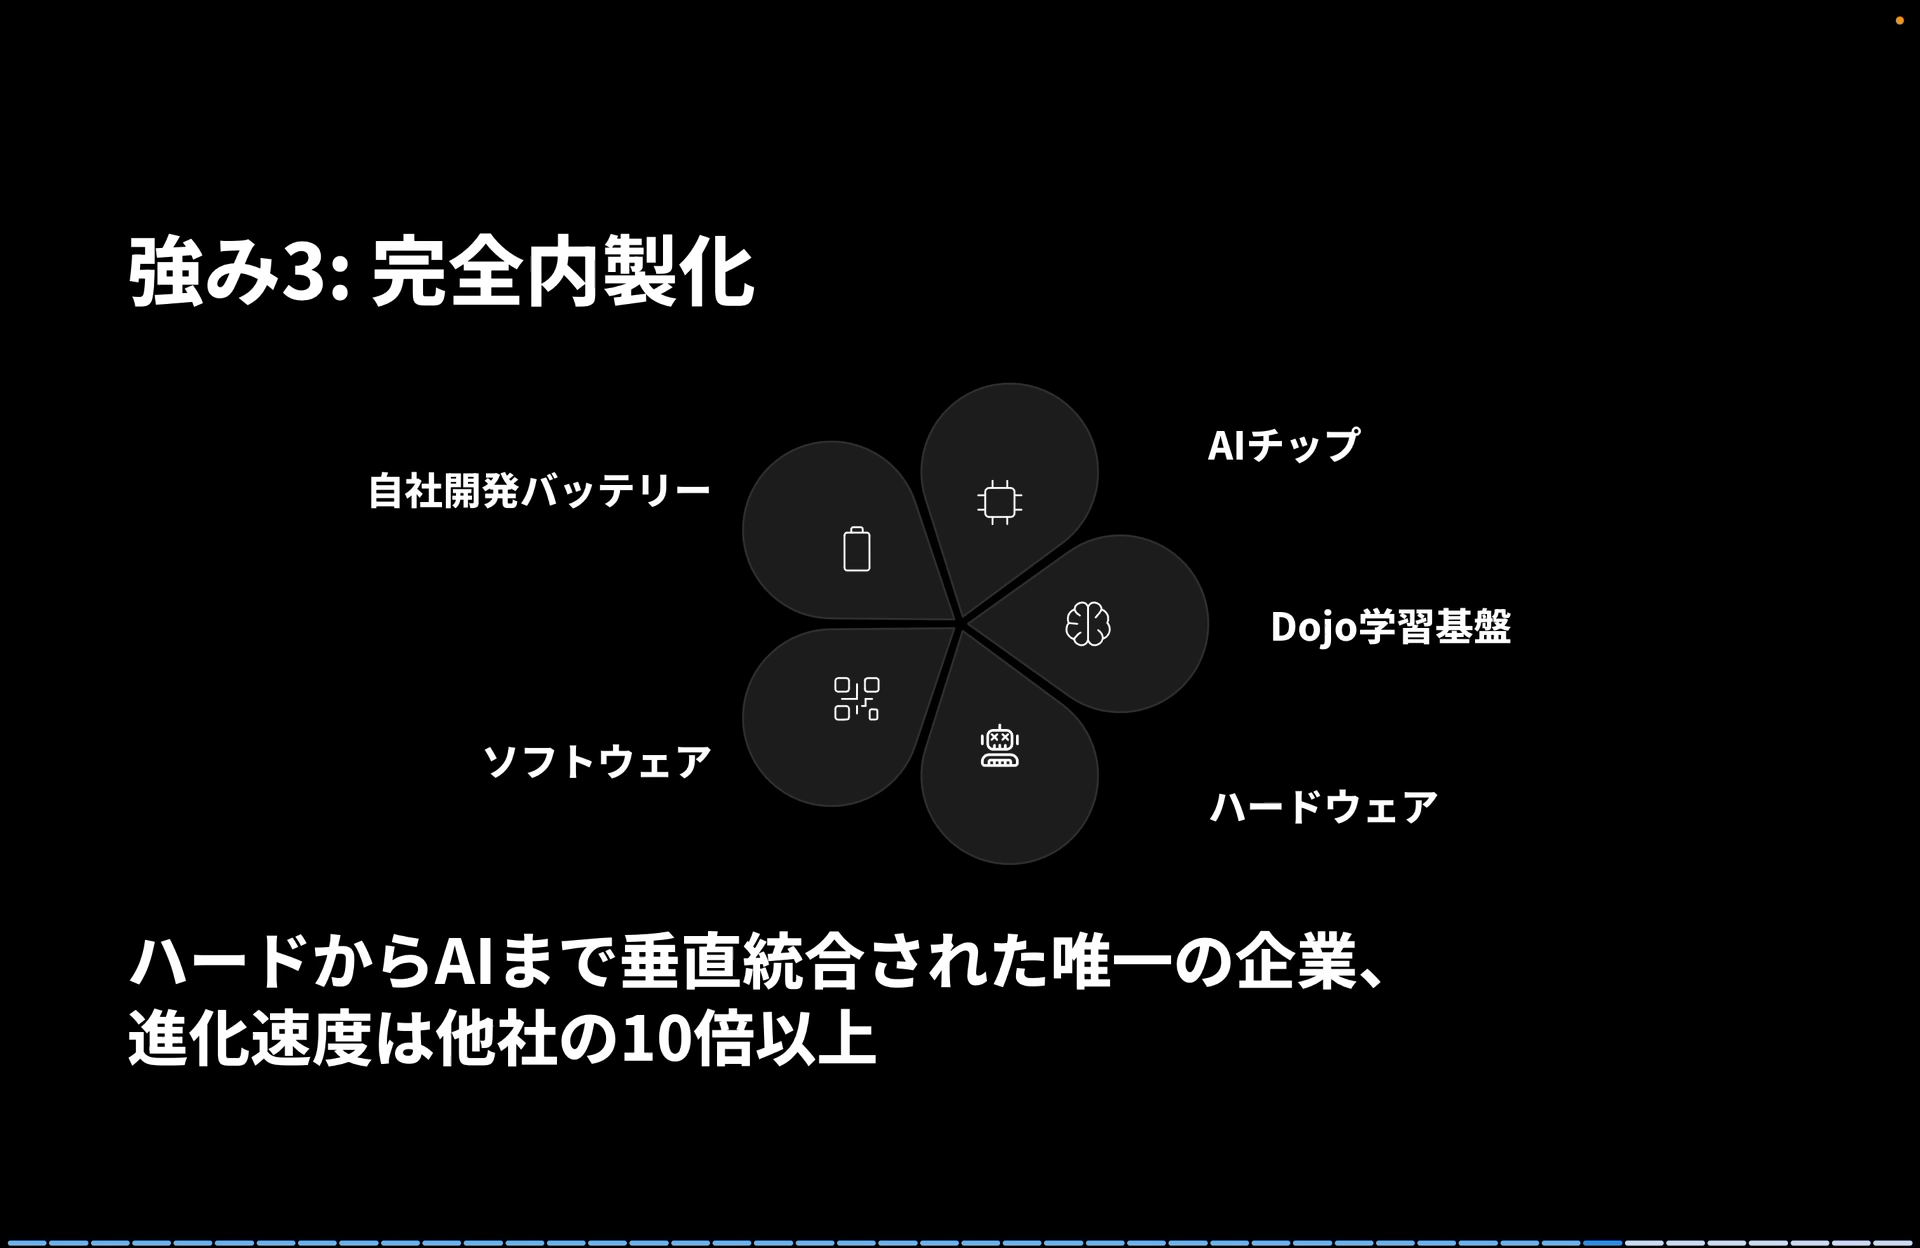 強み3: 完全内製化
AIチップ
自社開発バッテリー
Dojo学習基盤
ソフトウェア
ハードウェア
ハードからAIまで垂直統合された唯一の企業、
進化速度は他社の10倍以上